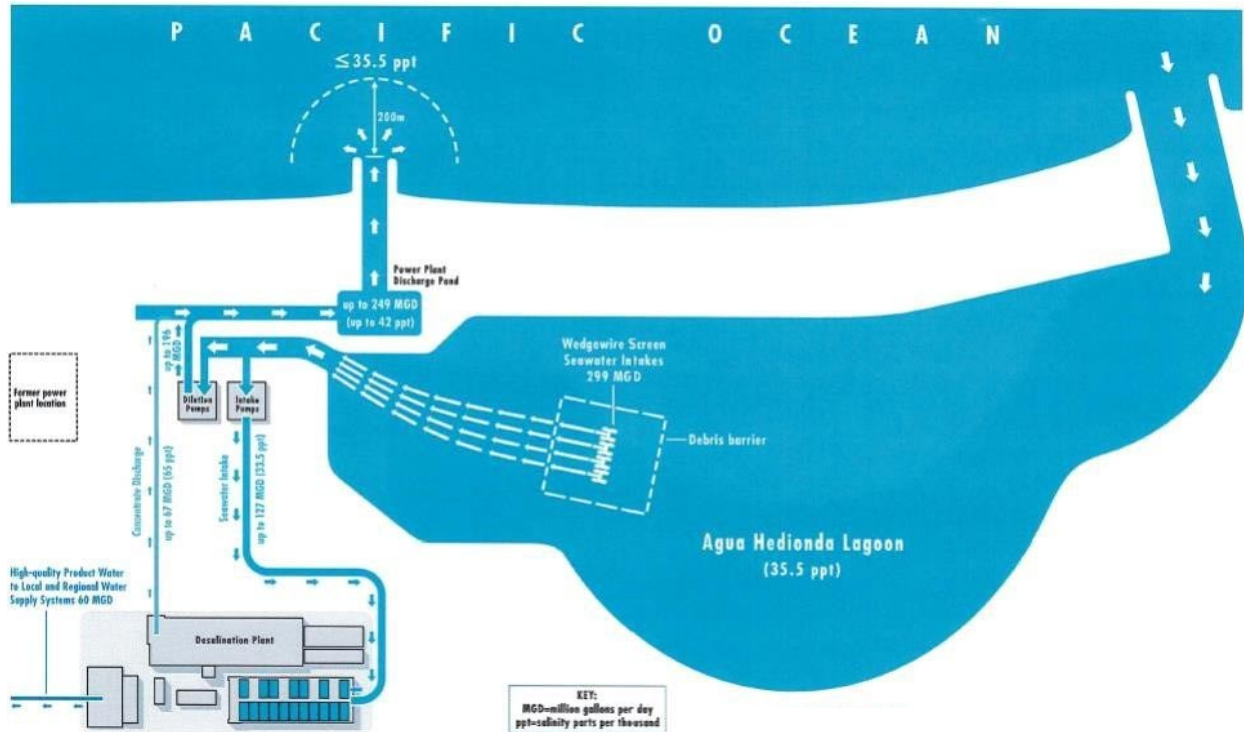 PACIFIC OCEAN
≤35.5 ppt
200m
Power Plant
Discharge Pond
up to 249 MGD
(up to 42 ppt)
up to 196
MGD
Wedgewire Screen
Seawater Intakes
299 MGD
Former power
plant location
Dilution
Pumps
Intake
Pumps
Debris barrier
Concentrate Discharge
up to 67 MGD (65 ppt)
Seawater Intake
up to 127 MGD (33.5 ppt)
Agua Hedionda Lagoon
(35.5 ppt)
High-quality Product Water
to Local and Regional Water
Supply Systems 60 MGD
Desalination Plant
KEY:
MGD=million gallons per day
ppt=salinity parts per thousand